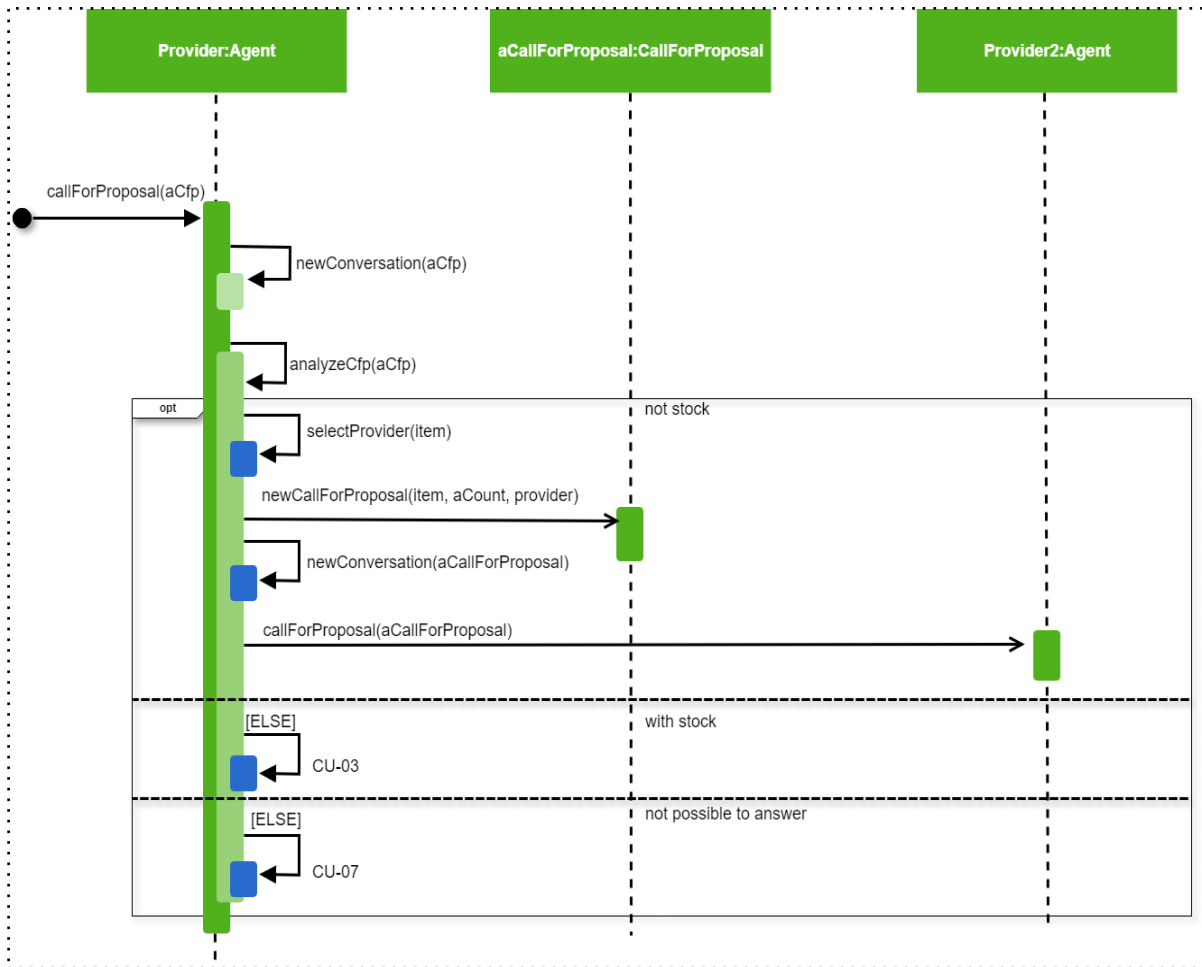 Provider:Agent
aCallForProposal:CallForProposal
Provider2:Agent
callForProposal(aCfp)
newConversation(aCfp)
analyzeCfp(aCfp)
opt
not stock
selectProvider(item)
newCallForProposal(item, aCount, provider)
newConversation(aCallForProposal)
callForProposal(aCallForProposal)
[ELSE]
with stock
CU-03
[ELSE]
not possible to answer
CU-07